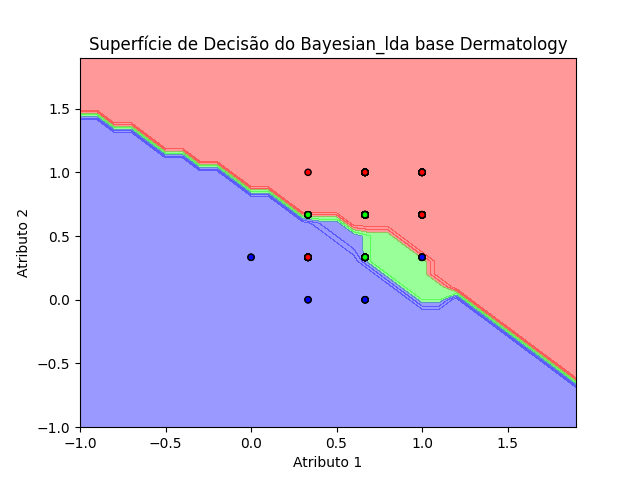 Superfície de Decisão do Bayesian_lda base Dermatology
1.5
1.0
0.5
0.0
−0.5
−1.0
Atributo 2
−1.0 −0.5 0.0 0.5 1.0 1.5
Atributo 1